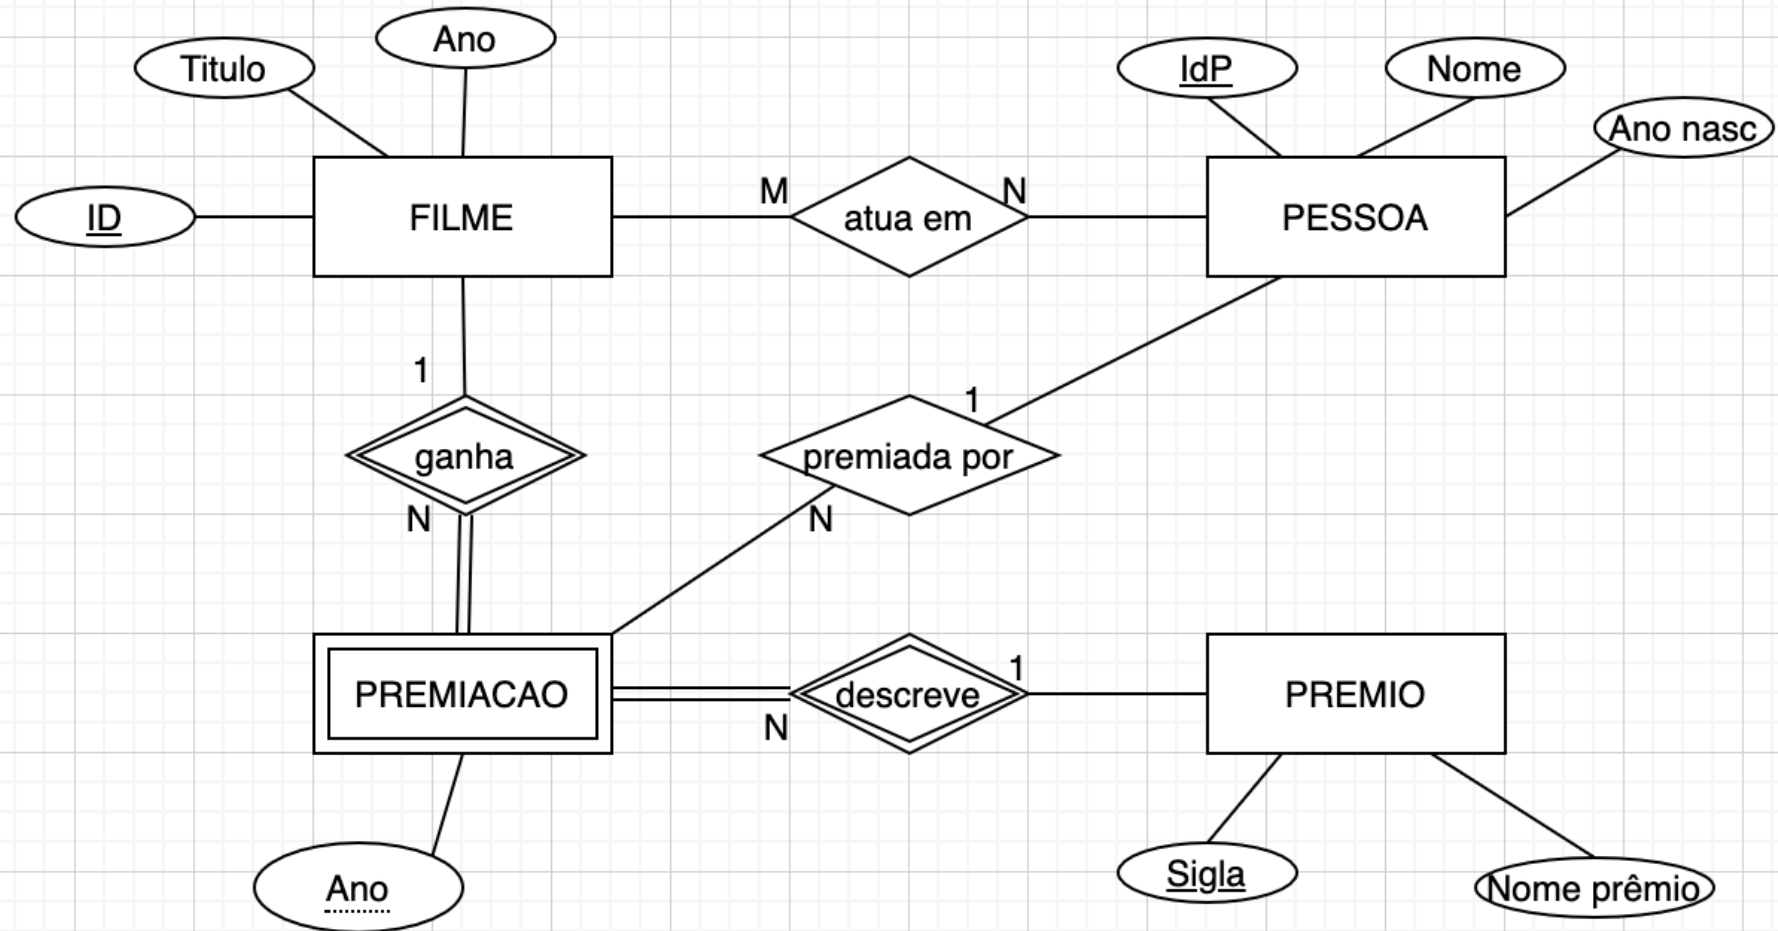 Ano
Titulo
IdP
Nome
Ano nasc
ID
FILME
M
atua em
N
PESSOA
1
ganha
N
1
premiada por
N
PREMIACAO
N
descreve
1
PREMIO
Ano
Sigla
Nome prêmio